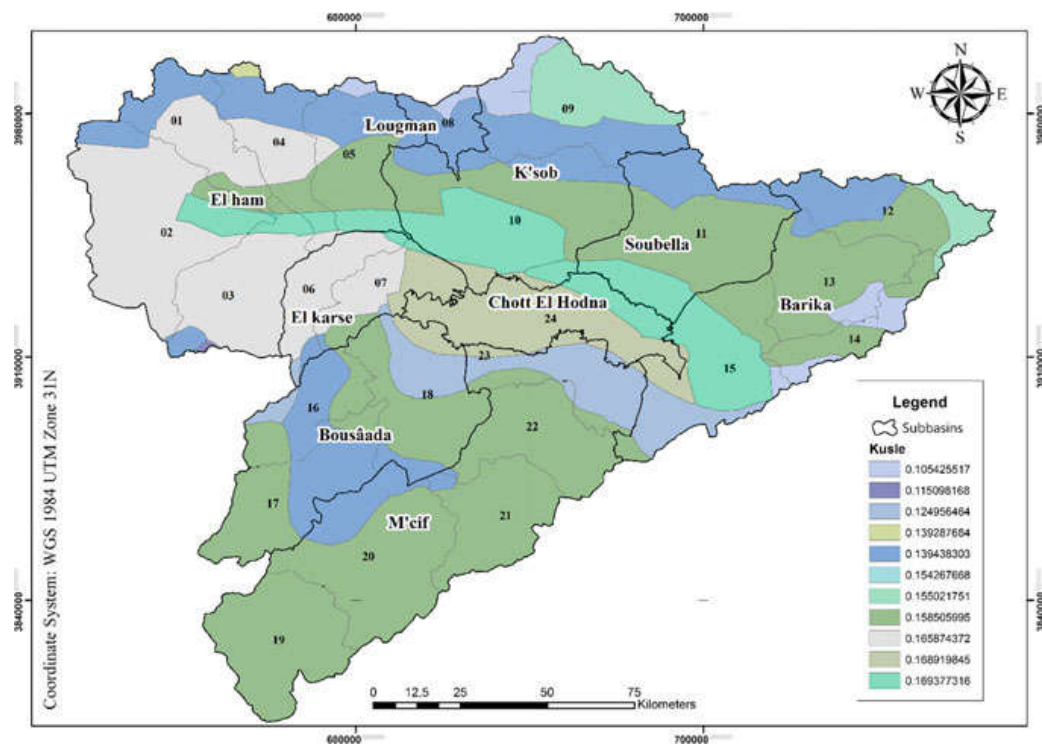 600000
700000
N
W
E
S
3980000
3980000
09
01
08
Lougman
04
05
K'sob
El ham
12
10
02
11
Soubella
13
07
06
03
Chott El Hodna
Barika
El karse
24
14
23
3910000
3910000
15
18
16
22
Bousâada
17
21
M'cif
20
19
3840000
3840000
Coordinate System: WGS 1984 UTM Zone 31N
Legend
Subbasins
Kusle
0.105425517
0.115098168
0.124956464
0.139287664
0.139438303
0.154267668
0.155021751
0.158505995
0.165874372
0.168919845
0.169377316
0 12.5 25 50 75
Kilometers
600000
700000